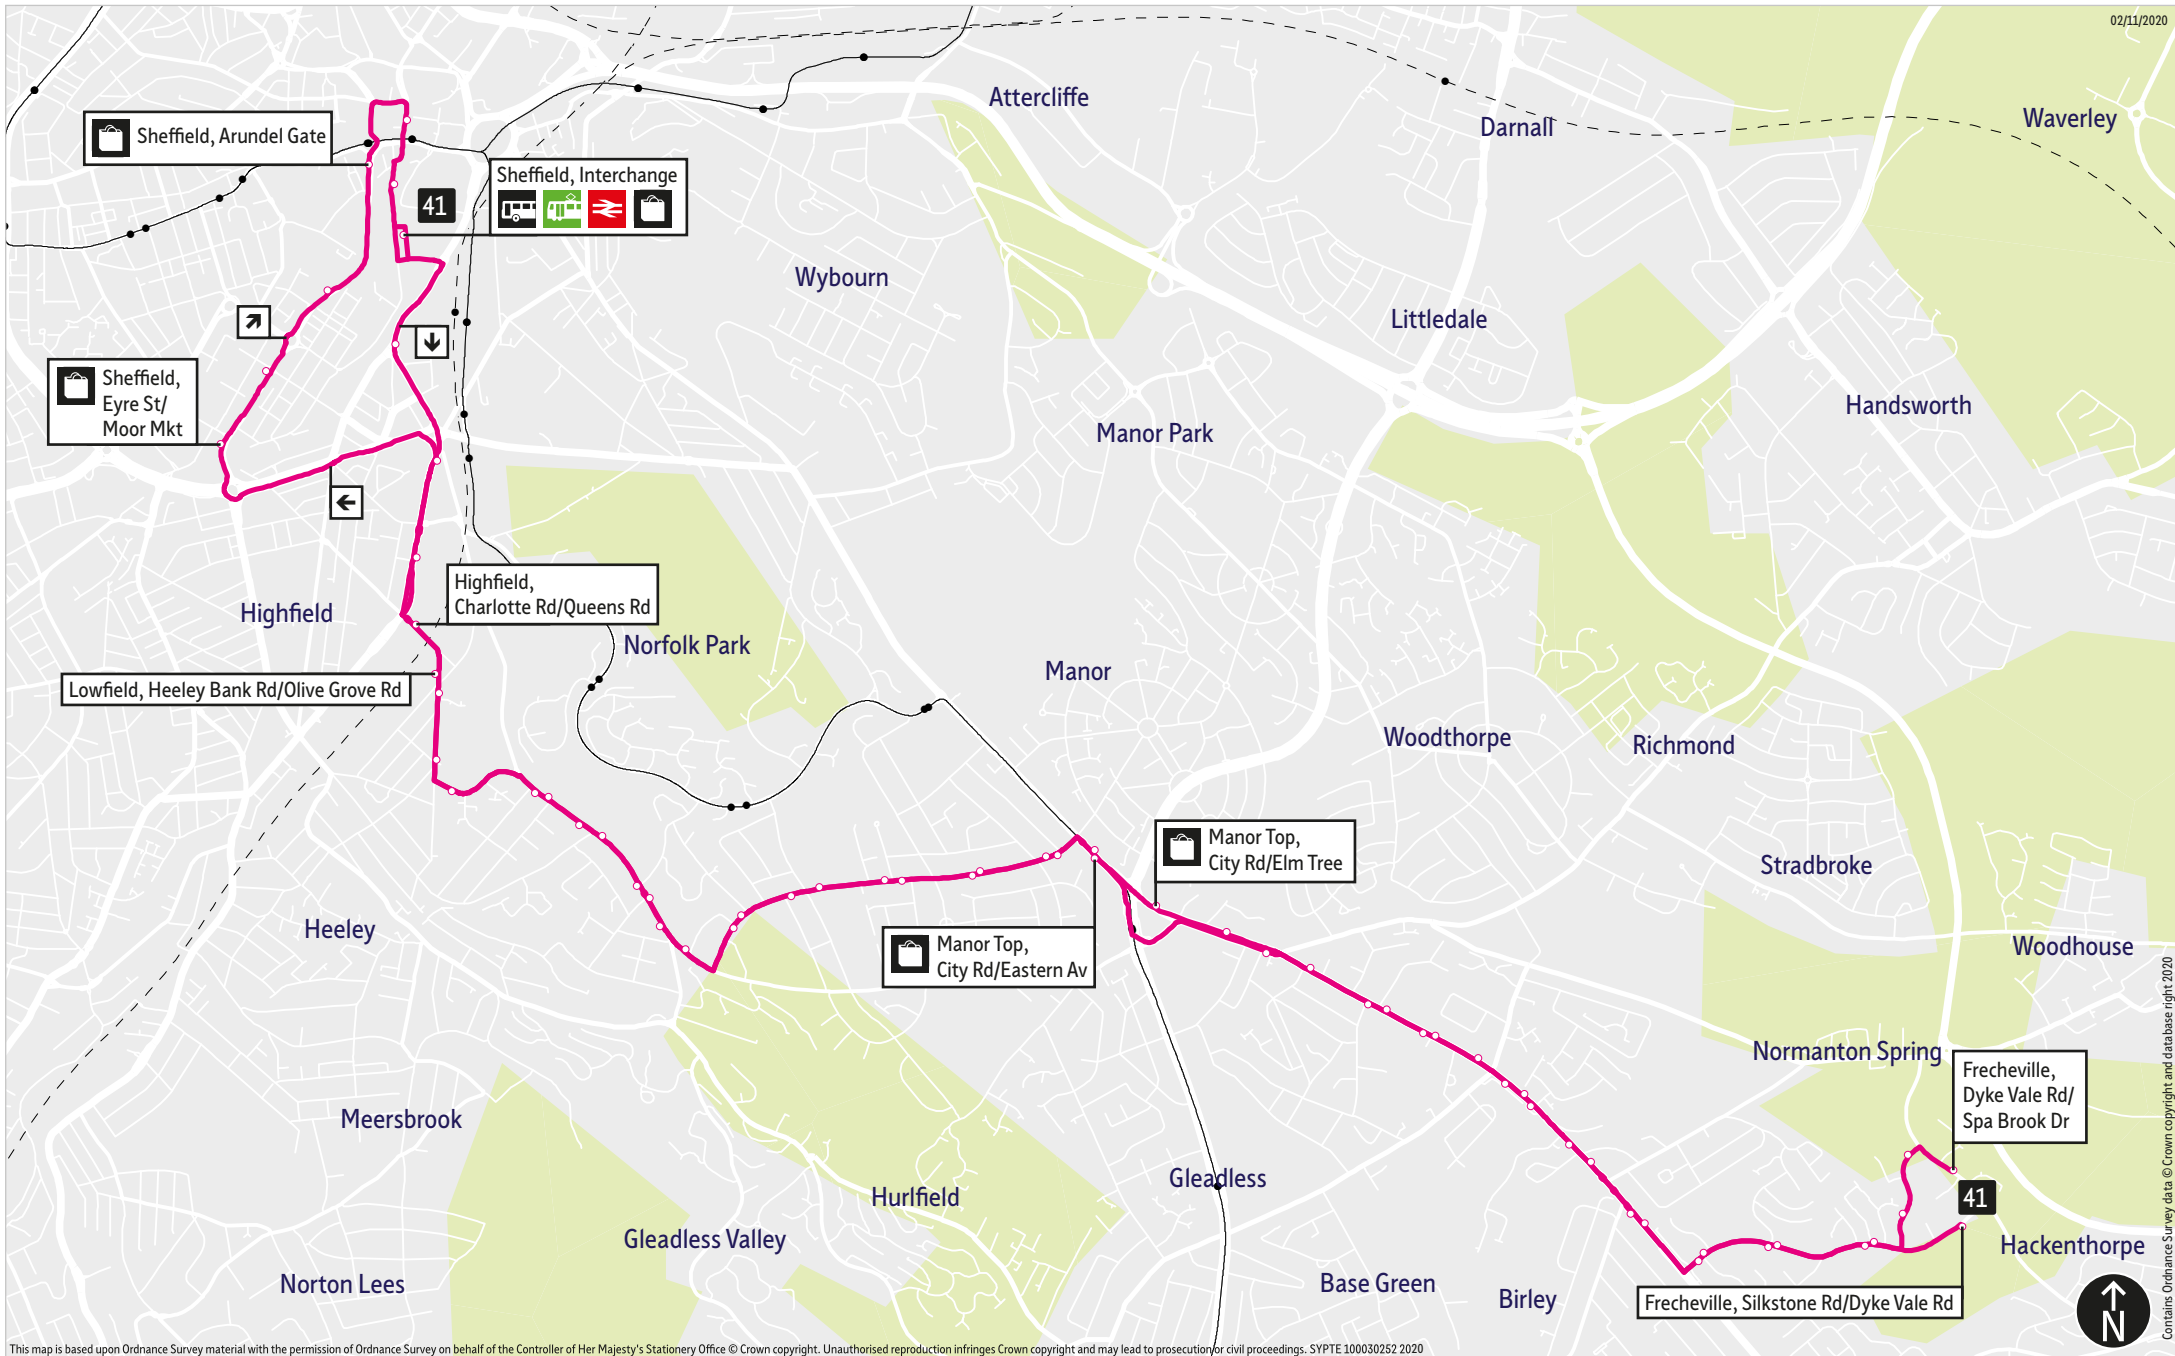 02/11/2020
Attercliffe
Waverley
Darnall
Sheffield, Arundel Gate
Sheffield, Interchange
41
Wybourn
Littledale
Sheffield,
Eyre St/
Moor Mkt
Handsworth
Manor Park
Highfield,
Charlotte Rd/Queens Rd
Highfield
Norfolk Park
Manor
Lowfield, Heeley Bank Rd/Olive Grove Rd
Woodthorpe
Richmond
Manor Top,
City Rd/Elm Tree
Stradbroke
Heeley
Manor Top,
City Rd/Eastern Av
Woodhouse
Normanton Spring
Frecheville,
Dyke Vale Rd/
Spa Brook Dr
Meersbrook
Gleadless
Hurlfield
41
Gleadless Valley
Hackenthorpe
Norton Lees
Base Green
Birley
Frecheville, Silkstone Rd/Dyke Vale Rd
N
Contains Ordnance Survey data © Crown copyright and database right 2020
This map is based upon Ordnance Survey material with the permission of Ordnance Survey on behalf of the Controller of Her Majesty's Stationery Office © Crown copyright. Unauthorised reproduction infringes Crown copyright and may lead to prosecution or civil proceedings. SYPTE 100030252 2020